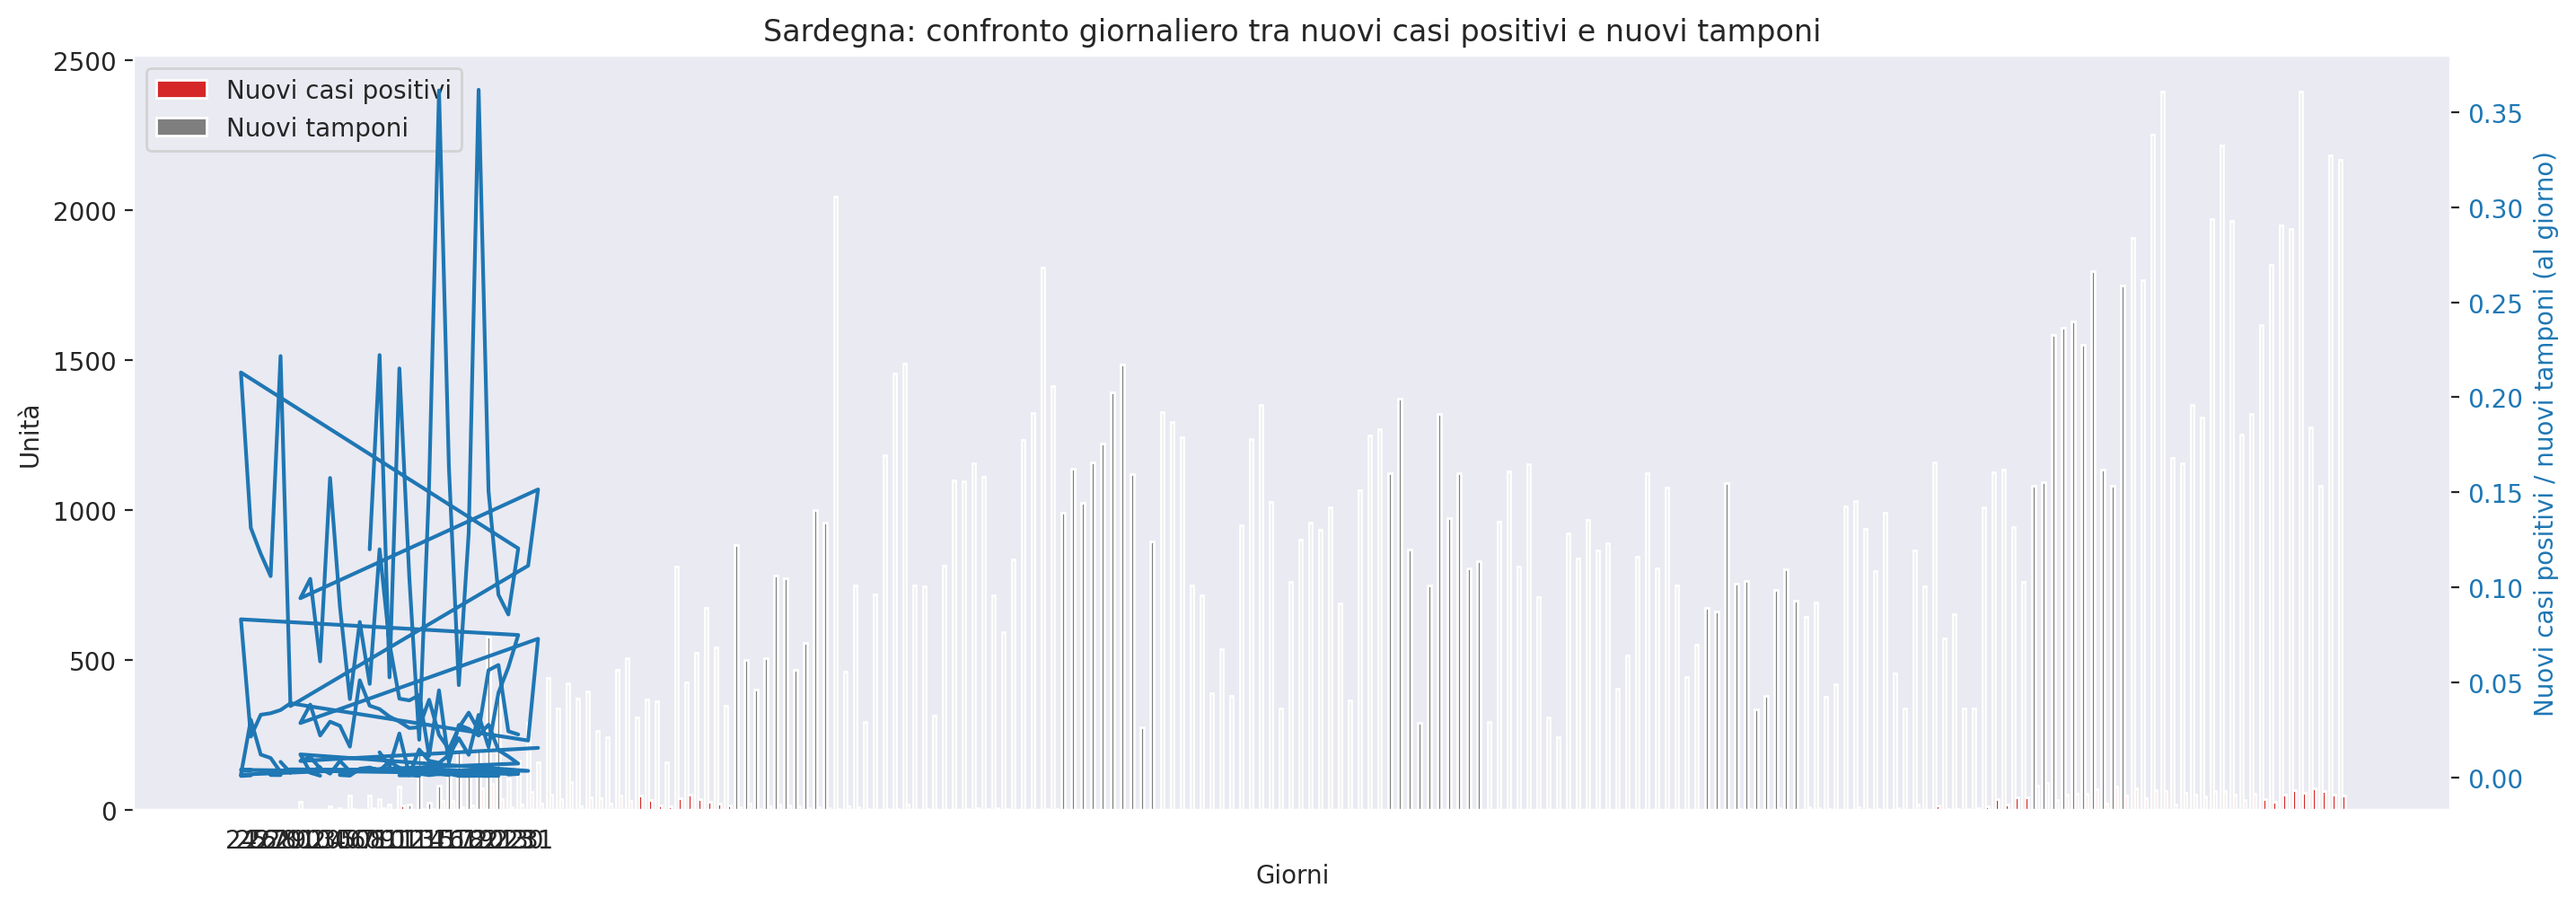 Sardegna: confronto giornaliero tra nuovi casi positivi e nuovi tamponi
Nuovi casi positivi
Nuovi tamponi
2500
2000
1500
1000
500
0
Unità
0.35
0.30
0.25
0.20
0.15
0.10
0.05
0.00
Nuovi casi positivi / nuovi tamponi (al giorno)
Giorni